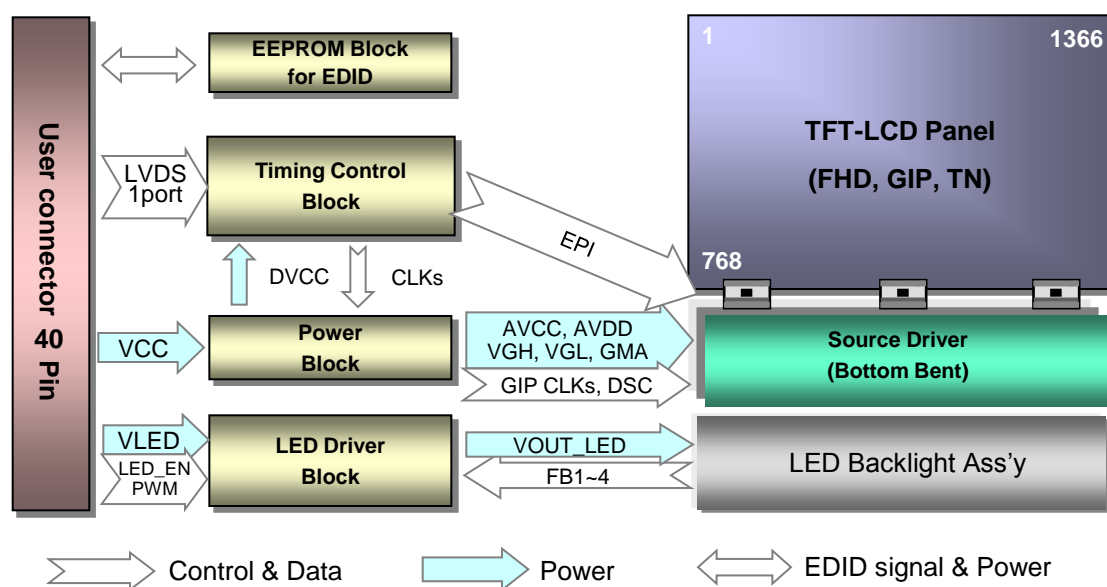 User connector 40 Pin
EEPROM Block
for EDID
LVDS
1port
Timing Control
Block
EPI
DVCC
CLKs
VCC
Power
Block
AVCC, AVDD
VGH, VGL, GMA
GIP CLKs, DSC
VLED
LED_EN
PWM
LED Driver
Block
VOUT_LED
FB1~4
1
1366
TFT-LCD Panel
(FHD, GIP, TN)
768
Source Driver
(Bottom Bent)
LED Backlight Ass’y
Control & Data
Power
EDID signal & Power